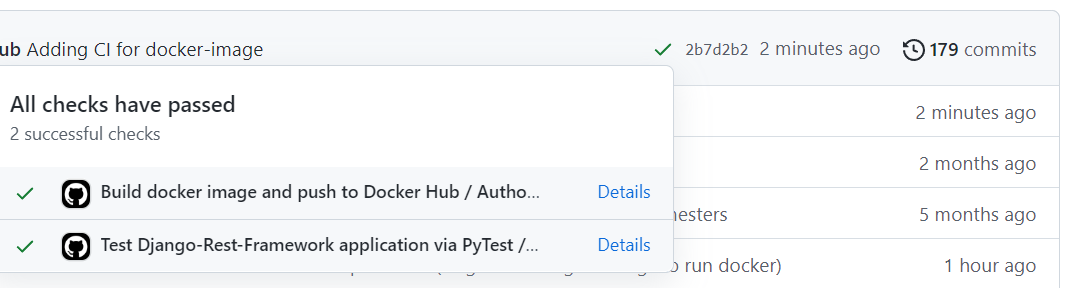 ub Adding CI for docker-image 2b7d2b2 2 minutes ago 179 commits
All checks have passed
2 successful checks
2 minutes ago
2 months ago
Build docker image and push to Docker Hub / Autho... Details
5 months ago
Test Django-Rest-Framework application via PyTest /... Details
o run docker) 1 hour ago